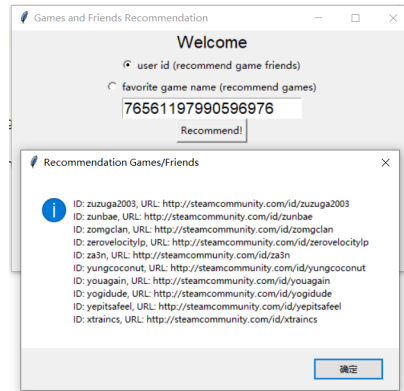 Games and Friends Recommendation
Welcome
user id (recommend game friends)
favorite game name (recommend games)
76561197990596976
Recommend!
Recommendation Games/Friends
ID: zuzuga2003, URL: http://steamcommunity.com/id/zuzuga2003
ID: zunbae, URL: http://steamcommunity.com/id/zunbae
ID: zomgclan, URL: http://steamcommunity.com/id/zomgclan
ID: zerovelocitylp, URL: http://steamcommunity.com/id/zerovelocitylp
ID: za3n, URL: http://steamcommunity.com/id/za3n
ID: yungcoconut, URL: http://steamcommunity.com/id/yungcoconut
ID: youagain, URL: http://steamcommunity.com/id/youagain
ID: yogidude, URL: http://steamcommunity.com/id/yogidude
ID: yepitsafeel, URL: http://steamcommunity.com/id/yepitsafeel
ID: xtraincs, URL: http://steamcommunity.com/id/xtraincs
确定